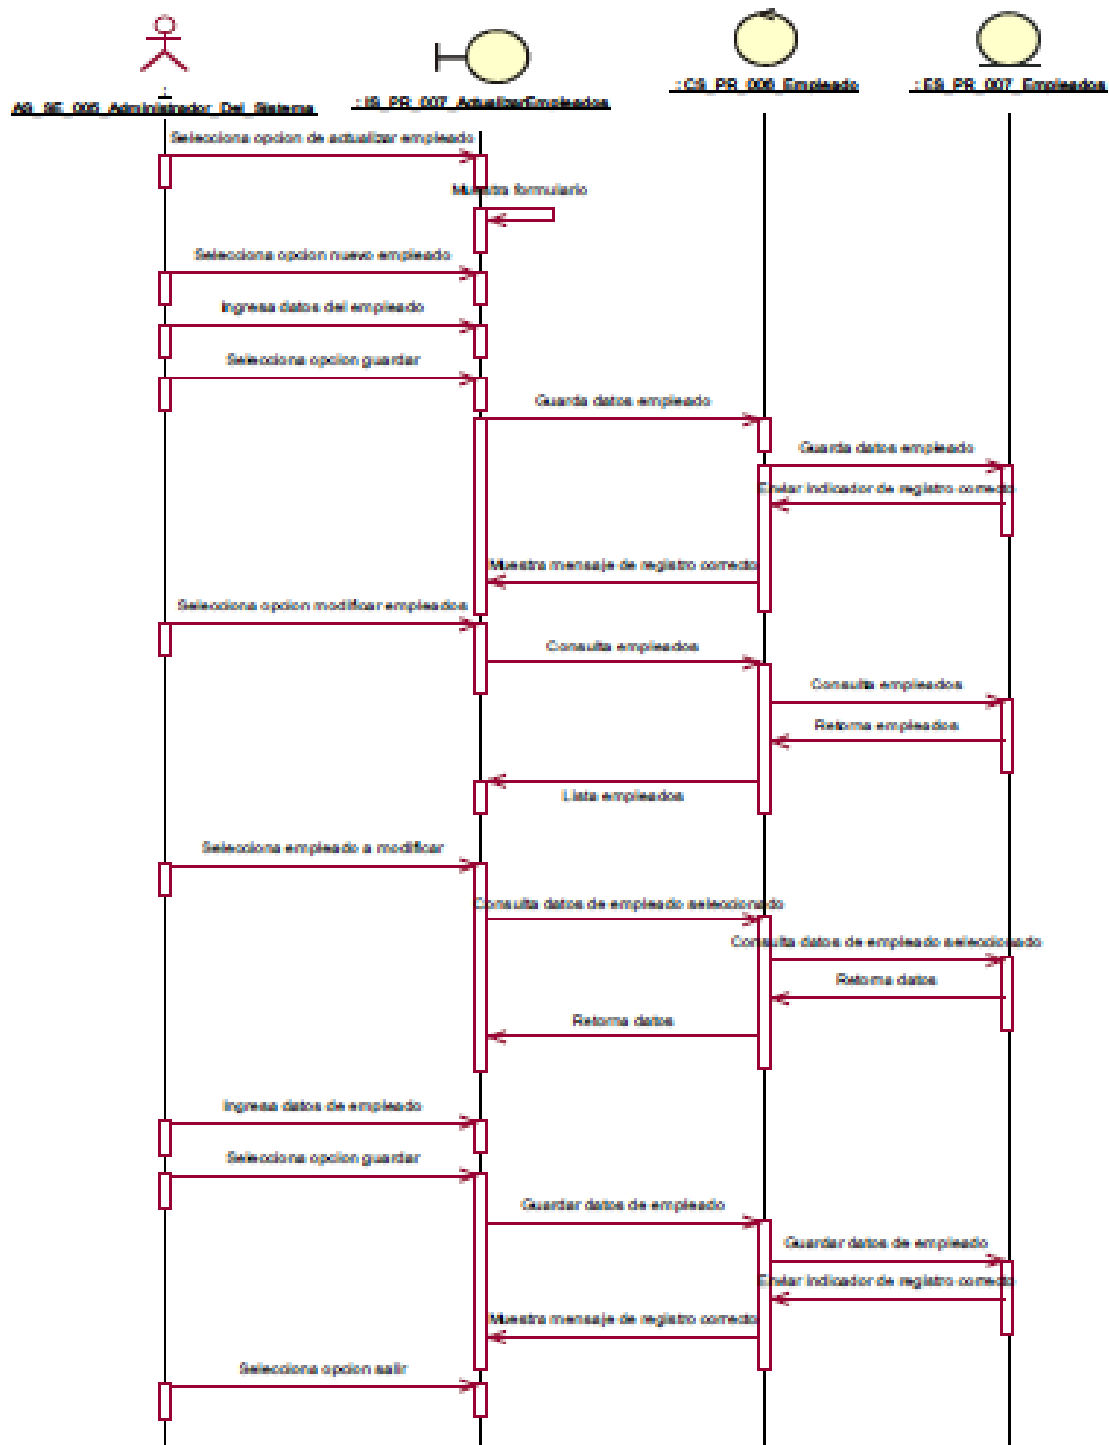 :
AS_SE_005_Administrador_Del_Sistema
: IS_PR_007_ActualizarEmpleados
: CS_PR_006_Empleado
: ES_PR_007_Empleados
Selecciona opcion de actualizar empleado
Muestra formulario
Selecciona opcion nuevo empleado
Ingresa datos del empleado
Selecciona opcion guardar
Guarda datos empleado
Guarda datos empleado
Enviar indicador de registro correcto
Muestra mensaje de registro correcto
Selecciona opcion modificar empleados
Consulta empleados
Consulta empleados
Retorna empleados
Lista empleados
Selecciona empleado a modificar
Consulta datos de empleado seleccionado
Consulta datos de empleado seleccionado
Retorna datos
Retorna datos
Ingresa datos de empleado
Selecciona opcion guardar
Guardar datos de empleado
Guardar datos de empleado
Enviar indicador de registro correcto
Muestra mensaje de registro correcto
Selecciona opcion salir